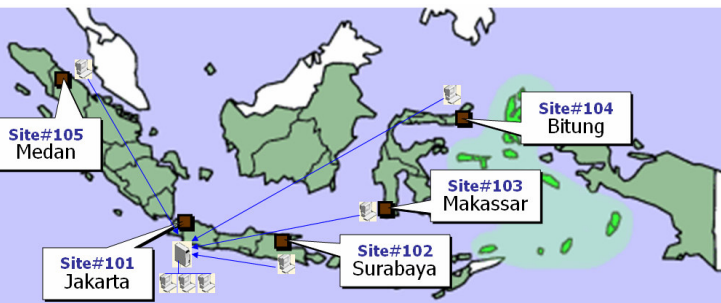 Site#105
Medan
Site#104
Bitung
Site#103
Makassar
Site#101
Jakarta
Site#102
Surabaya